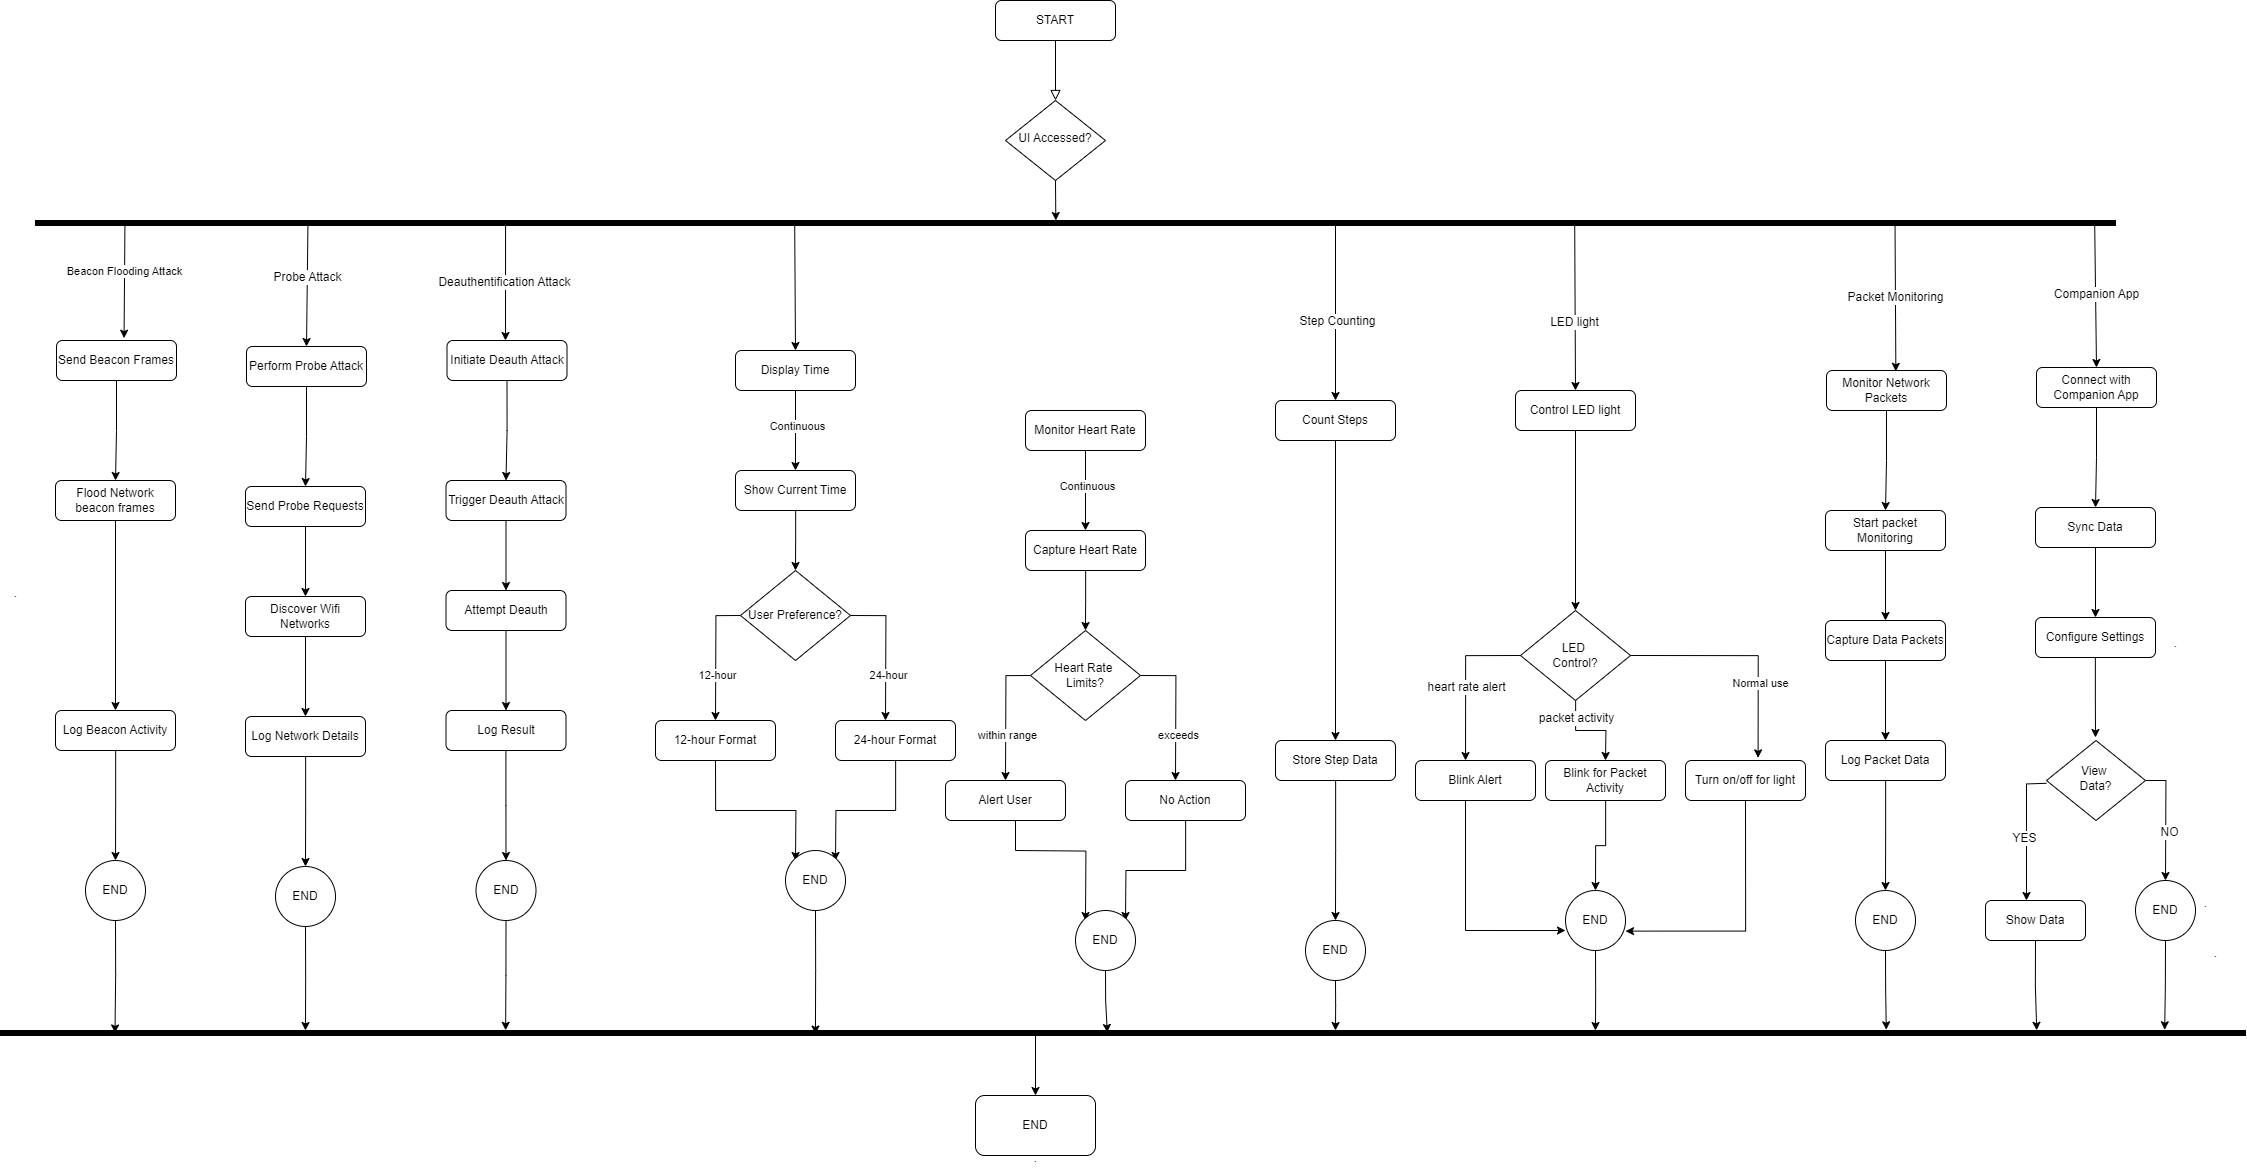 START
UI Accessed?
Beacon Flooding Attack
Send Beacon Frames
Flood Network
beacon frames
Log Beacon Activity
END
Probe Attack
Perform Probe Attack
Send Probe Requests
Discover Wifi
Networks
Log Network Details
END
Deauthentification Attack
Initiate Deauth Attack
Trigger Deauth Attack
Attempt Deauth
Log Result
END
Display Time
Continuous
Show Current Time
User Preference?
12-hour
24-hour
12-hour Format
24-hour Format
END
Monitor Heart Rate
Continuous
Capture Heart Rate
Heart Rate
Limits?
within range
exceeds
Alert User
No Action
END
Step Counting
Count Steps
Store Step Data
END
LED light
Control LED light
LED
Control?
heart rate alert
packet activity
Normal use
Blink Alert
Blink for Packet
Activity
Turn on/off for light
END
Packet Monitoring
Monitor Network
Packets
Start packet
Monitoring
Capture Data Packets
Log Packet Data
END
Companion App
Connect with
Companion App
Sync Data
Configure Settings
View
Data?
YES
NO
Show Data
END
END